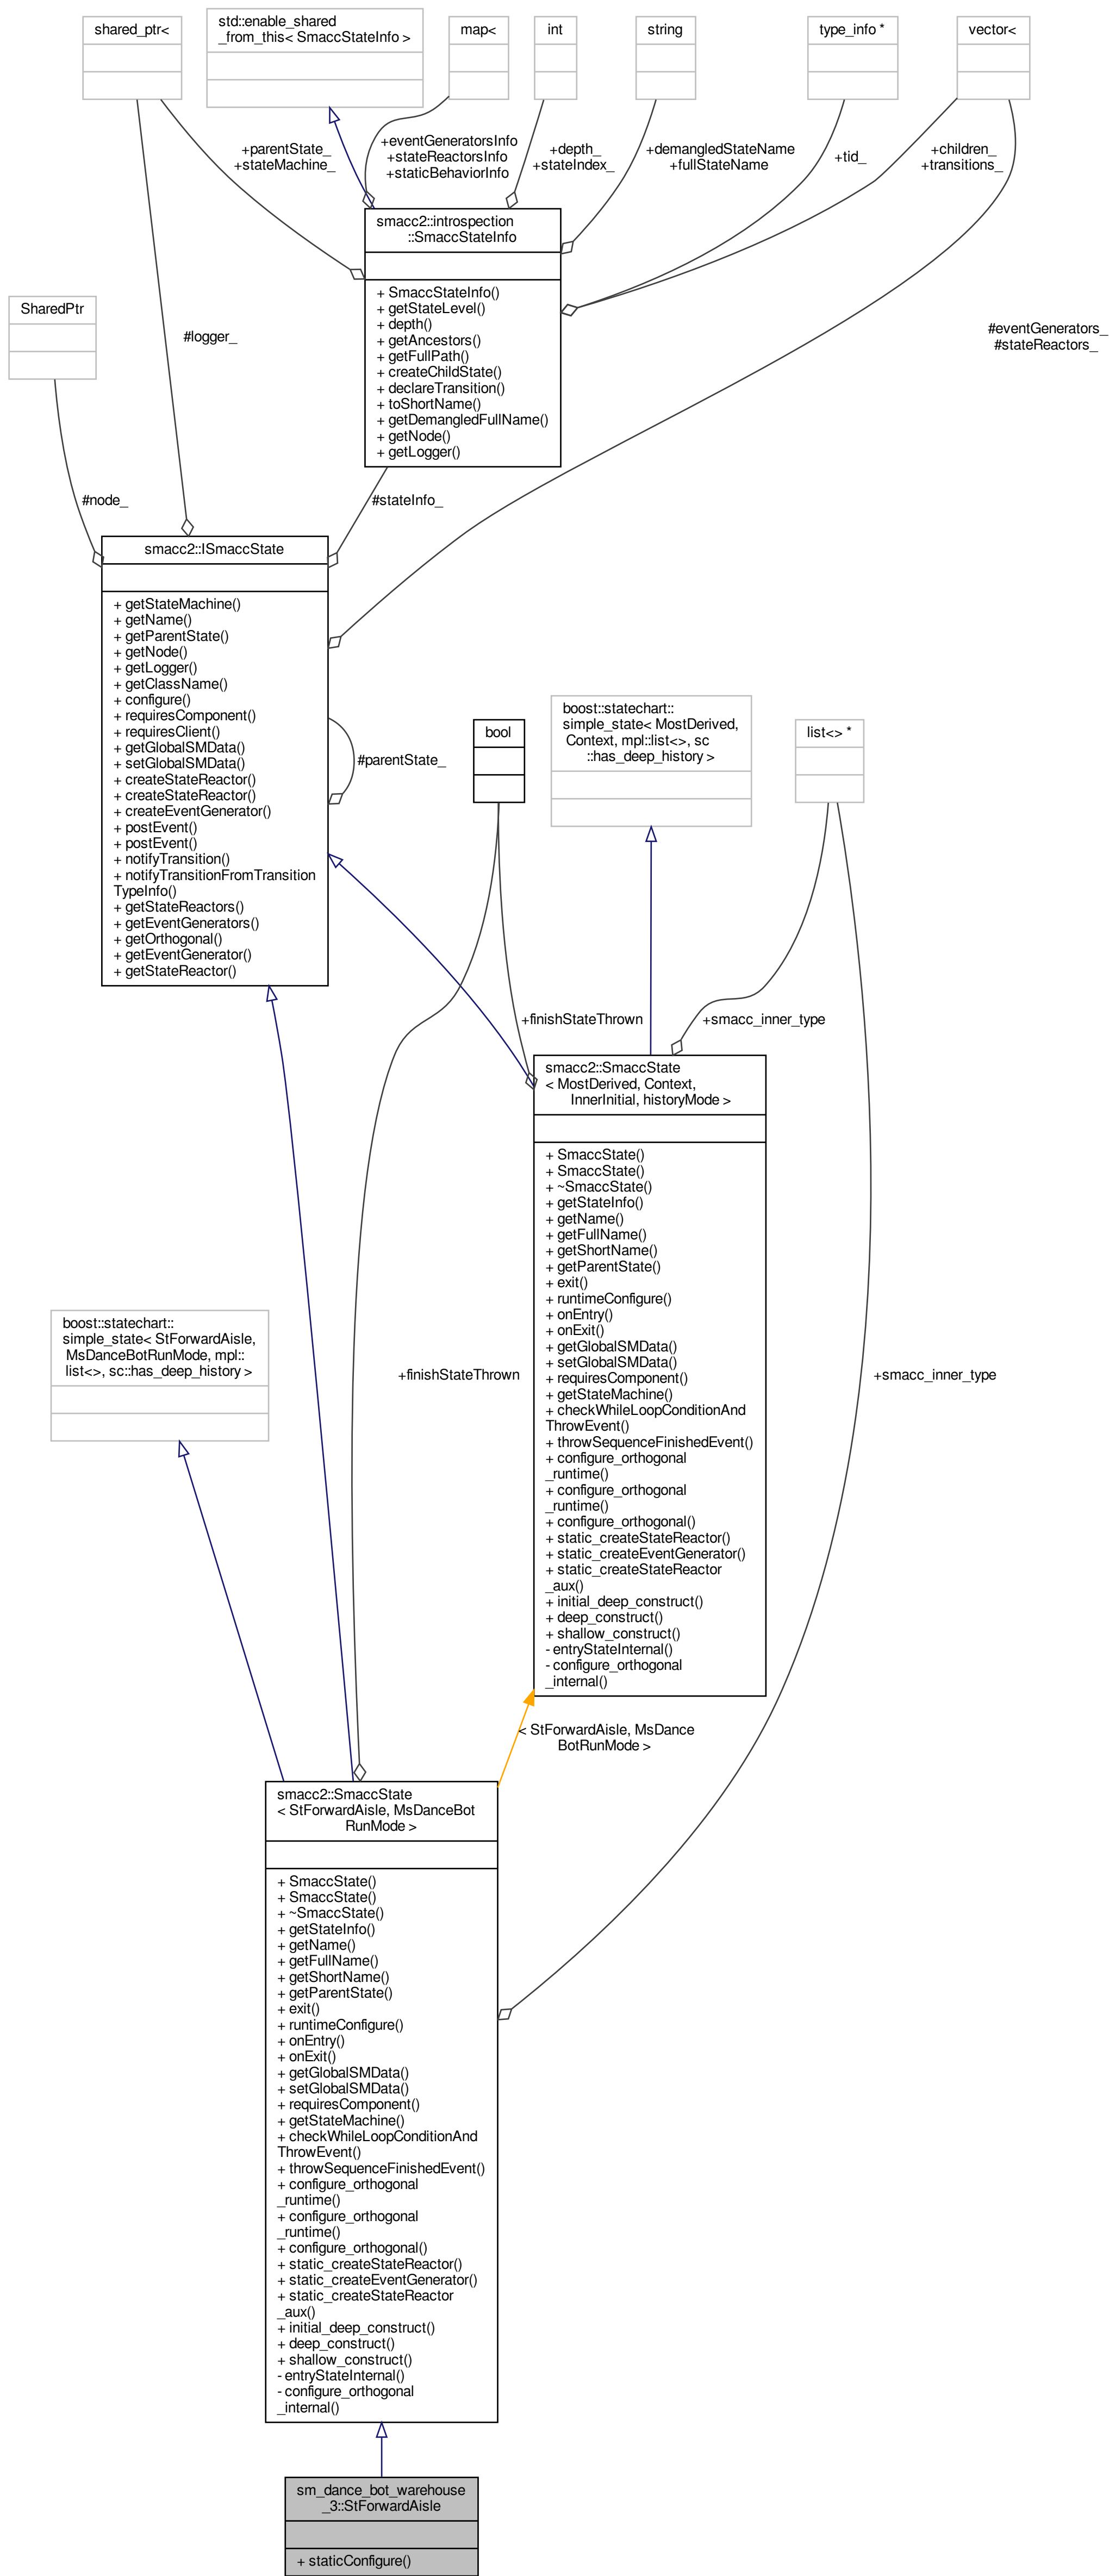 shared_ptr<
std::enable_shared
_from_this< SmaccStateInfo >
map<
int
string
type_info *
vector<
+parentState_
+stateMachine_
+eventGeneratorsInfo
+stateReactorsInfo
+staticBehaviorInfo
+depth_
+stateIndex_
+demangledStateName
+fullStateName
+tid_
+children_
+transitions_
smacc2::introspection
::SmaccStateInfo
+ SmaccStateInfo()
+ getStateLevel()
+ depth()
+ getAncestors()
+ getFullPath()
+ createChildState()
+ declareTransition()
+ toShortName()
+ getDemangledFullName()
+ getNode()
+ getLogger()
SharedPtr
#logger_
#eventGenerators_
#stateReactors_
#node_
#stateInfo_
smacc2::ISmaccState
+ getStateMachine()
+ getName()
+ getParentState()
+ getNode()
+ getLogger()
+ getClassName()
+ configure()
+ requiresComponent()
+ requiresClient()
+ getGlobalSMData()
+ setGlobalSMData()
+ createStateReactor()
+ createStateReactor()
+ createEventGenerator()
+ postEvent()
+ postEvent()
+ notifyTransition()
+ notifyTransitionFromTransition
TypeInfo()
+ getStateReactors()
+ getEventGenerators()
+ getOrthogonal()
+ getEventGenerator()
+ getStateReactor()
#parentState_
bool
boost::statechart::
simple_state< MostDerived,
Context, mpl::list<>, sc
::has_deep_history >
list<> *
+finishStateThrown
+smacc_inner_type
smacc2::SmaccState
< MostDerived, Context,
InnerInitial, historyMode >
+ SmaccState()
+ SmaccState()
+ ~SmaccState()
+ getStateInfo()
+ getName()
+ getFullName()
+ getShortName()
+ getParentState()
+ exit()
+ runtimeConfigure()
+ onEntry()
+ onExit()
+ getGlobalSMData()
+ setGlobalSMData()
+ requiresComponent()
+ getStateMachine()
+ checkWhileLoopConditionAnd
ThrowEvent()
+ throwSequenceFinishedEvent()
+ configure_orthogonal
_runtime()
+ configure_orthogonal
_runtime()
+ configure_orthogonal()
+ static_createStateReactor()
+ static_createEventGenerator()
+ static_createStateReactor
_aux()
+ initial_deep_construct()
+ deep_construct()
+ shallow_construct()
- entryStateInternal()
- configure_orthogonal
_internal()
boost::statechart::
simple_state< StForwardAisle,
MsDanceBotRunMode, mpl::
list<>, sc::has_deep_history >
+finishStateThrown
+smacc_inner_type
< StForwardAisle, MsDance
BotRunMode >
smacc2::SmaccState
< StForwardAisle, MsDanceBot
RunMode >
+ SmaccState()
+ SmaccState()
+ ~SmaccState()
+ getStateInfo()
+ getName()
+ getFullName()
+ getShortName()
+ getParentState()
+ exit()
+ runtimeConfigure()
+ onEntry()
+ onExit()
+ getGlobalSMData()
+ setGlobalSMData()
+ requiresComponent()
+ getStateMachine()
+ checkWhileLoopConditionAnd
ThrowEvent()
+ throwSequenceFinishedEvent()
+ configure_orthogonal
_runtime()
+ configure_orthogonal
_runtime()
+ configure_orthogonal()
+ static_createStateReactor()
+ static_createEventGenerator()
+ static_createStateReactor
_aux()
+ initial_deep_construct()
+ deep_construct()
+ shallow_construct()
- entryStateInternal()
- configure_orthogonal
_internal()
sm_dance_bot_warehouse
_3::StForwardAisle
+ staticConfigure()